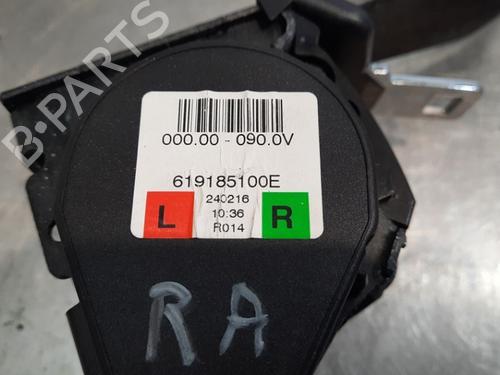 B-PARTS
000.00 - 090.0V
619185100E
240216
L 10:36 R
R014
RA